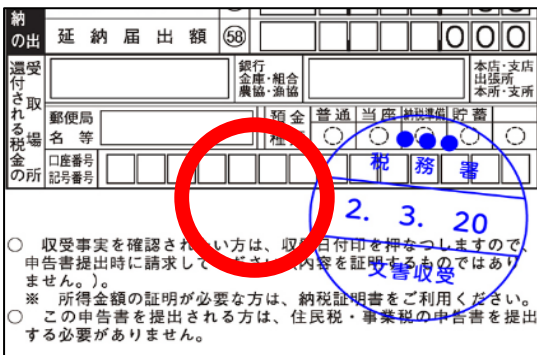 納の出
延納届出額 58 000
還付される税金の受取場所
銀行
金庫・組合
農協・漁協
本店・支店
出張所
本所・支所
郵便局
名等
預金
普通 当座 納税準備 貯蓄
口座番号
記号番号
●●●
税務署
2. 3. 20
文書収受
○ 収受事実を確認され
い方は、収
日付印を押なつしますので、
申告書提出時に請求して
さい
内容を証明するものではあり
ません。)。
※ 所得金額の証明が必要な方は、納税証明書をご利用ください。
○ この申告書を提出される方は、住民税・事業税の申告書を提出
する必要がありません。